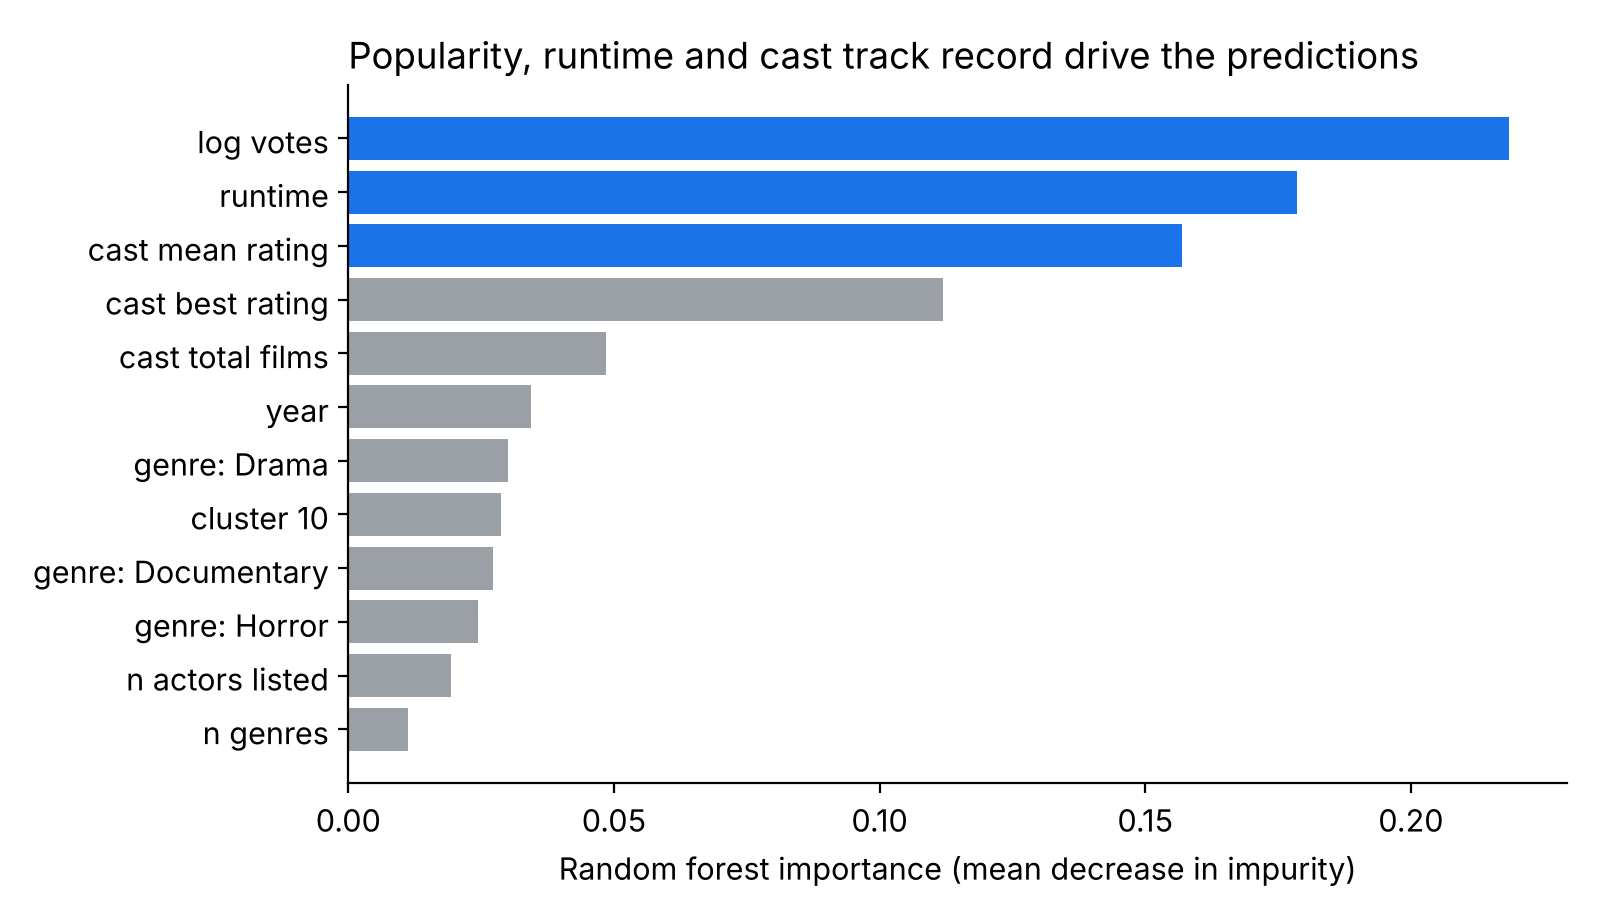 Popularity, runtime and cast track record drive the predictions
log votes
runtime
cast mean rating
cast best rating
cast total films
year
genre: Drama
cluster 10
genre: Documentary
genre: Horror
n actors listed
n genres
0.00 0.05 0.10 0.15 0.20
Random forest importance (mean decrease in impurity)